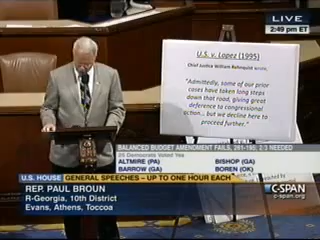 LIVE
2:49 pm ET
U.S. v. Lopez (1995)
Chief Justice William Rehnquist wrote,
"Admittedly, some of our prior
cases have taken long steps
down that road, giving great
deference to congressional
action... but we decline here to
proceed further."
BALANCED BUDGET AMENDMENT FAILS, 261-165; 2/3 NEEDED
25 Democrats Voted Yes
ALTMIRE (PA) BISHOP (GA)
BARROW (GA) BOREN (OK)
U.S. HOUSE GENERAL SPEECHES – UP TO ONE HOUR EACH
REP. PAUL BROUN
R-Georgia, 10th District
Evans, Athens, Toccoa
C-SPAN
c-span.org